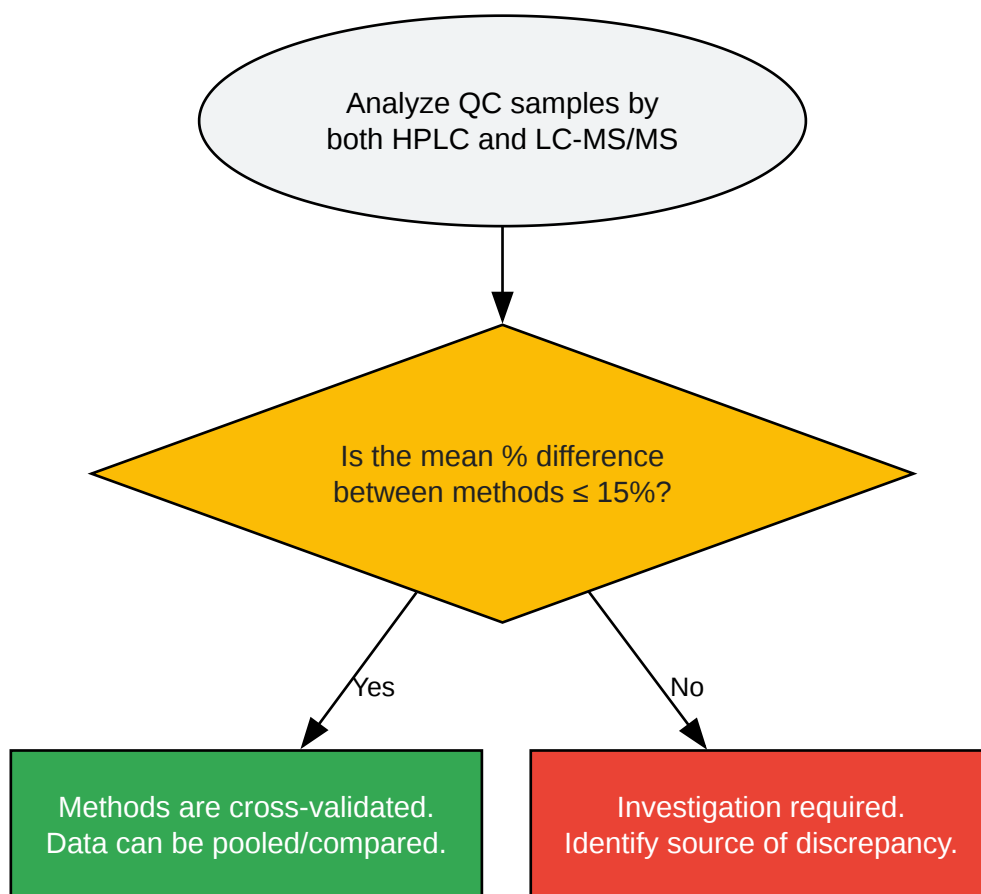 Analyze QC samples by
both HPLC and LC-MS/MS
Is the mean % difference
between methods ≤ 15%?
Yes
No
Methods are cross-validated.
Data can be pooled/compared.
Investigation required.
Identify source of discrepancy.